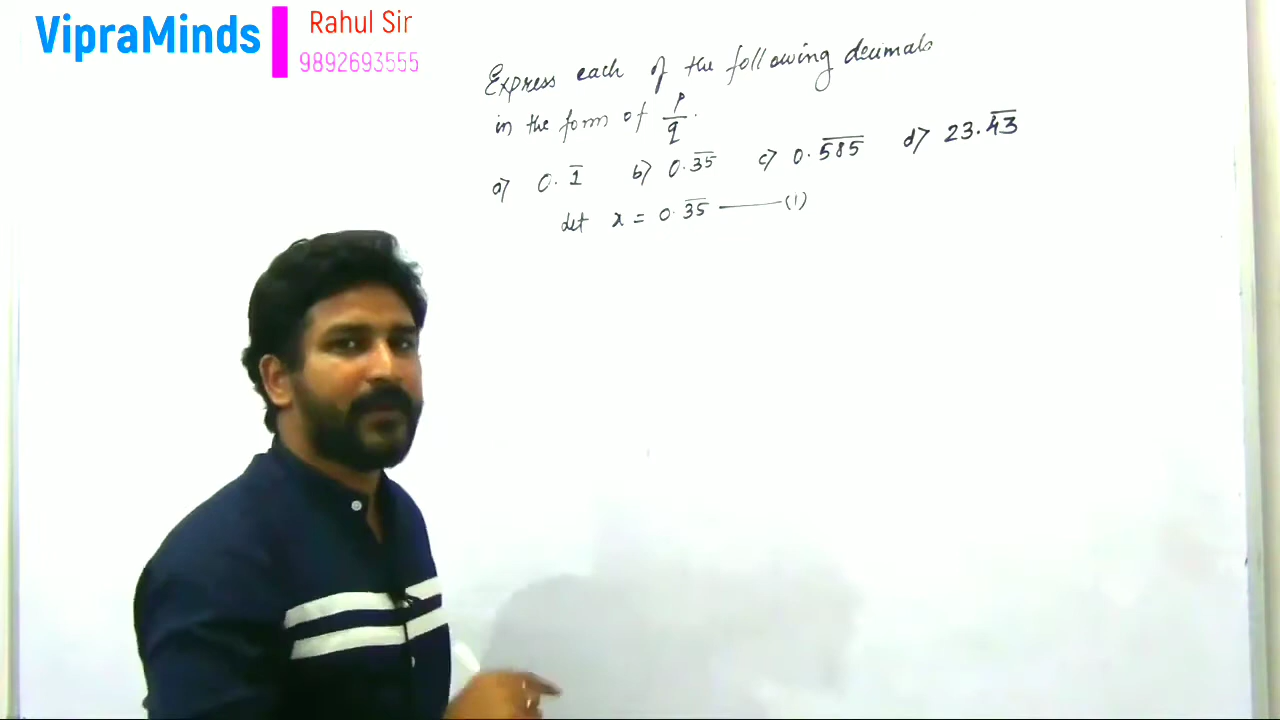 VipraMinds
Rahul Sir
9892693555
Express each of the following decimals
in the form of p/q.
a) 0.1̅ b) 0.3̅5̅ c) 0.5̅8̅5̅ d) 23.4̅3̅
Let x = 0.3̅5̅ ——— (1)